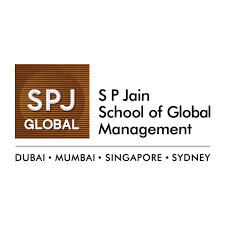 SPJ
GLOBAL
S P Jain
School of Global
Management
DUBAI • MUMBAI • SINGAPORE • SYDNEY